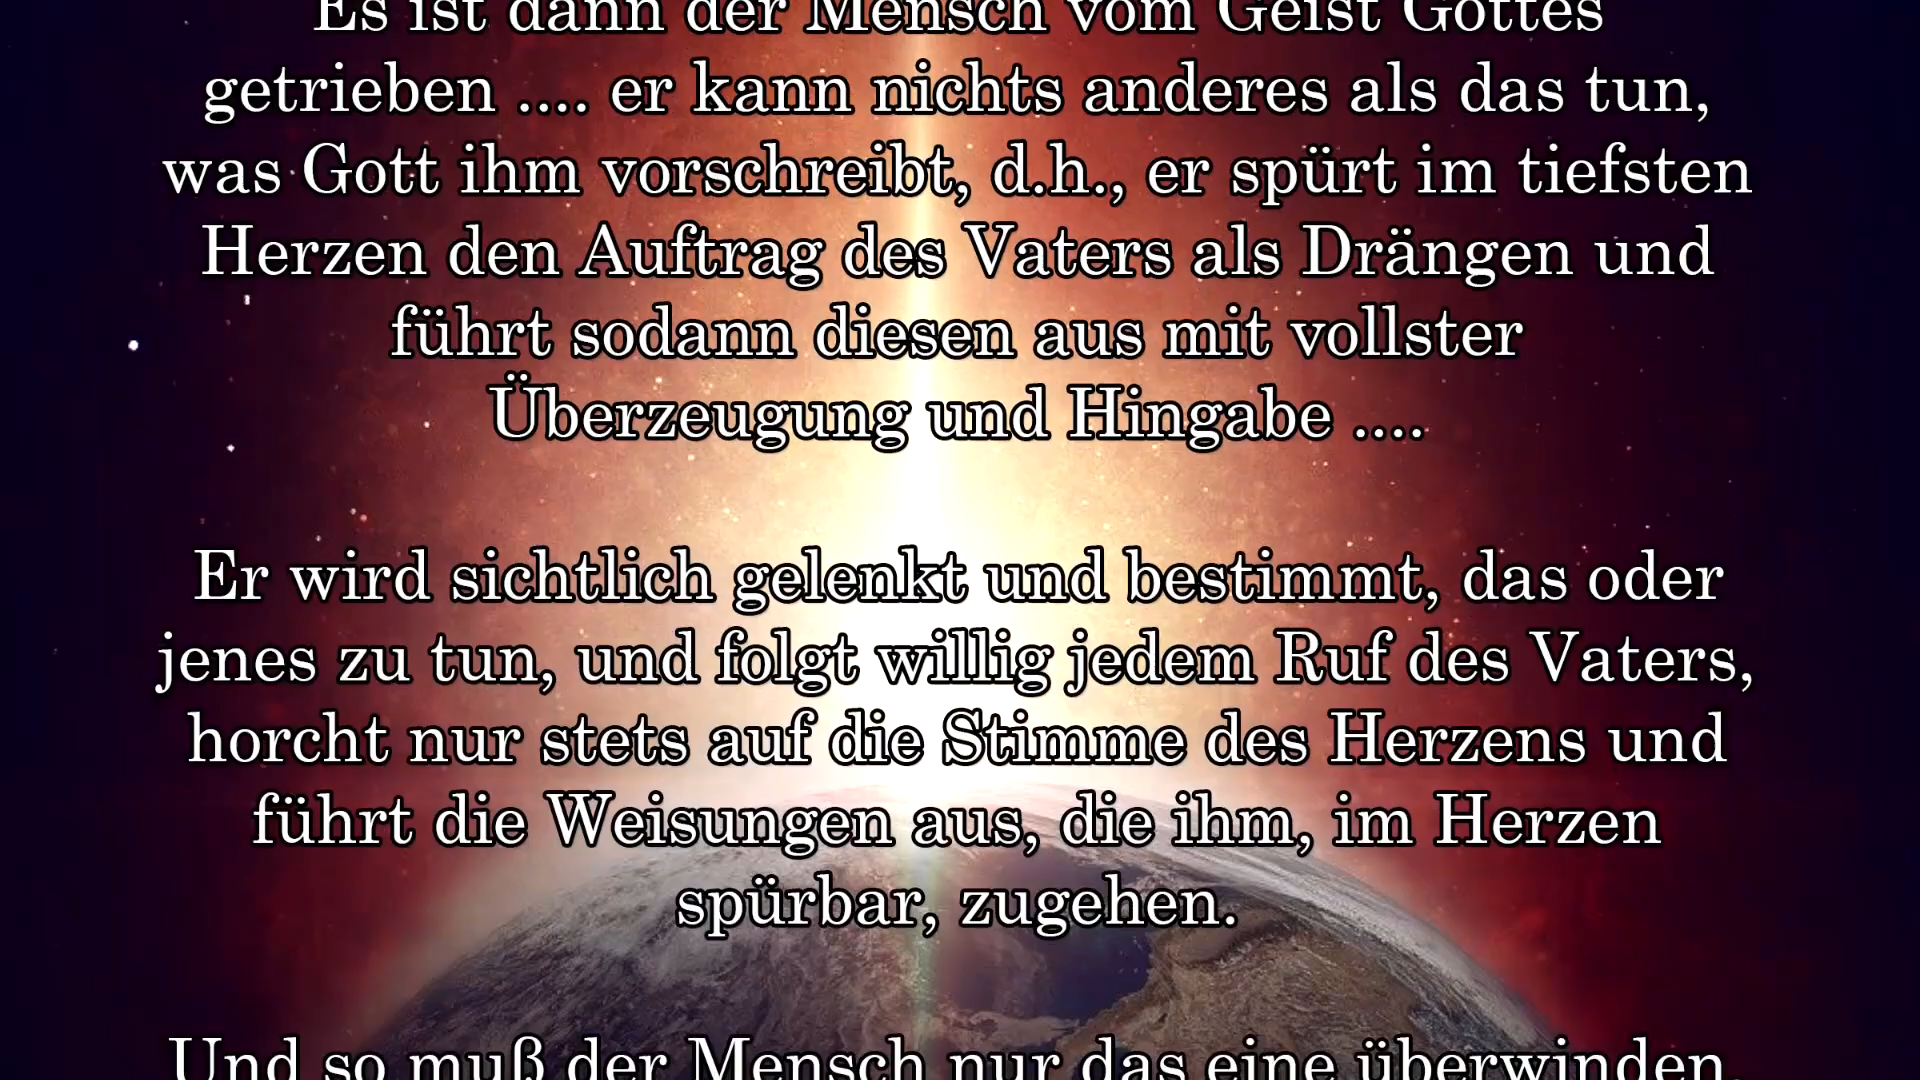 Es ist dann der Mensch vom Geist Gottes
getrieben .... er kann nichts anderes als das tun,
was Gott ihm vorschreibt, d.h., er spürt im tiefsten
Herzen den Auftrag des Vaters als Drängen und
führt sodann diesen aus mit vollster
Überzeugung und Hingabe ....
Er wird sichtlich gelenkt und bestimmt, das oder
jenes zu tun, und folgt willig jedem Ruf des Vaters,
horcht nur stets auf die Stimme des Herzens und
führt die Weisungen aus, die ihm, im Herzen
spürbar, zugehen.
Und so muß der Mensch nur das eine überwinden,